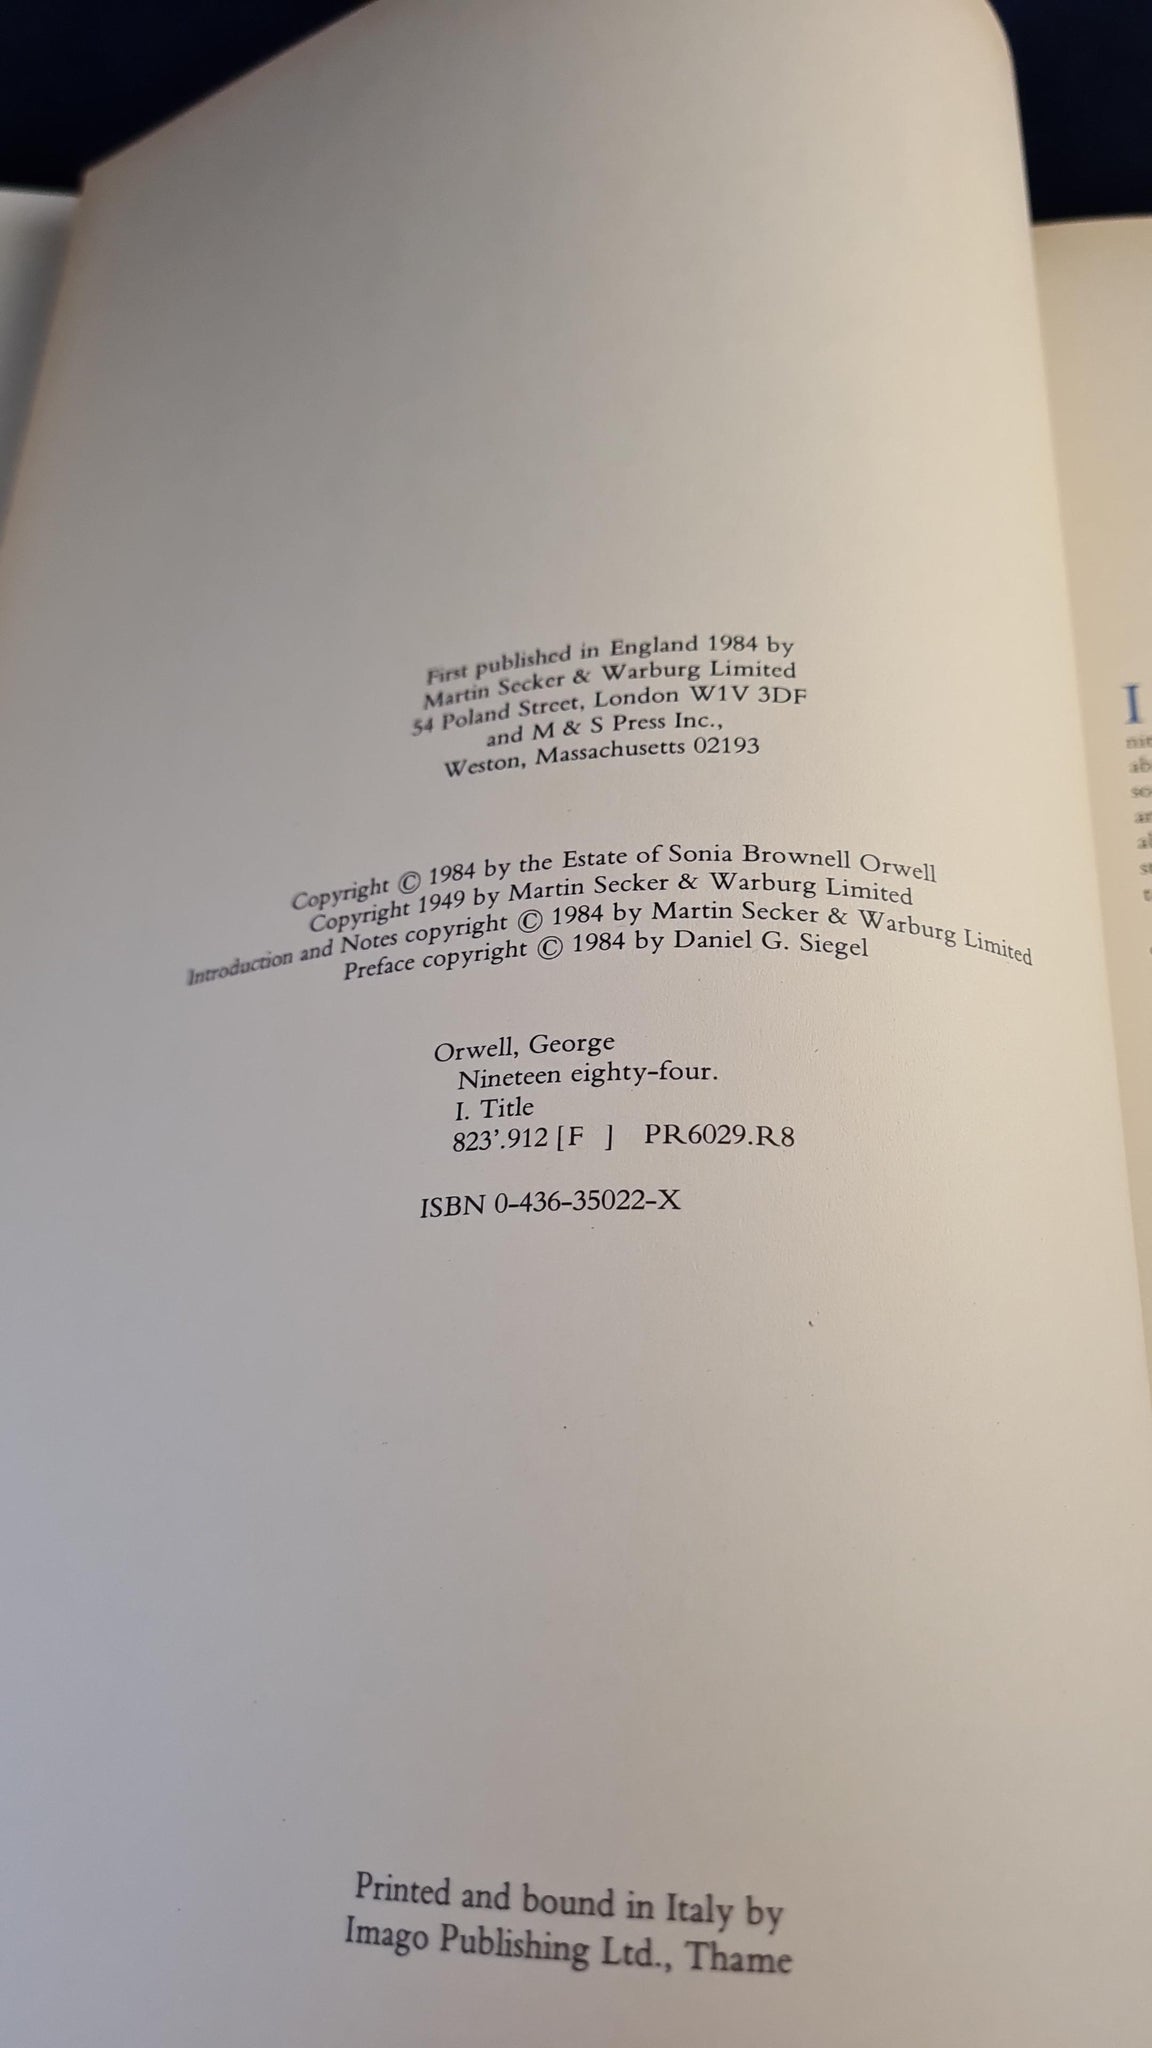 First published in England 1984 by
Martin Secker & Warburg Limited
54 Poland Street, London W1V 3DF
and M & S Press Inc.,
Weston, Massachusetts 02193
Copyright © 1984 by the Estate of Sonia Brownell Orwell
Copyright 1949 by Martin Secker & Warburg Limited
Introduction and Notes copyright © 1984 by Martin Secker & Warburg Limited
Preface copyright © 1984 by Daniel G. Siegel
Orwell, George
Nineteen eighty-four.
I. Title
823'.912 [F ] PR6029.R8
ISBN 0-436-35022-X
Printed and bound in Italy by
Imago Publishing Ltd., Thame
I